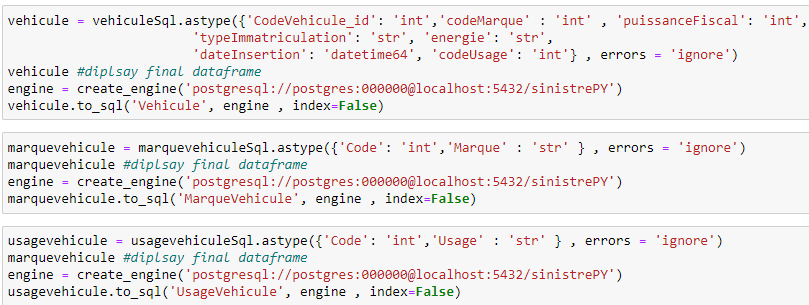 vehicule = vehiculeSql.astype({'CodeVehicule_id': 'int','codeMarque' : 'int' , 'puissanceFiscal': 'int',
'typeImmatriculation': 'str', 'energie': 'str',
'dateInsertion': 'datetime64', 'codeUsage': 'int'} , errors = 'ignore')
vehicule #diplsay final dataframe
engine = create_engine('postgresql://postgres:000000@localhost:5432/sinistrePY')
vehicule.to_sql('Vehicule', engine , index=False)
marquevehicule = marquevehiculeSql.astype({'Code': 'int','Marque' : 'str' } , errors = 'ignore')
marquevehicule #diplsay final dataframe
engine = create_engine('postgresql://postgres:000000@localhost:5432/sinistrePY')
marquevehicule.to_sql('MarqueVehicule', engine , index=False)
usagevehicule = usagevehiculeSql.astype({'Code': 'int','Usage' : 'str' } , errors = 'ignore')
marquevehicule #diplsay final dataframe
engine = create_engine('postgresql://postgres:000000@localhost:5432/sinistrePY')
usagevehicule.to_sql('UsageVehicule', engine , index=False)